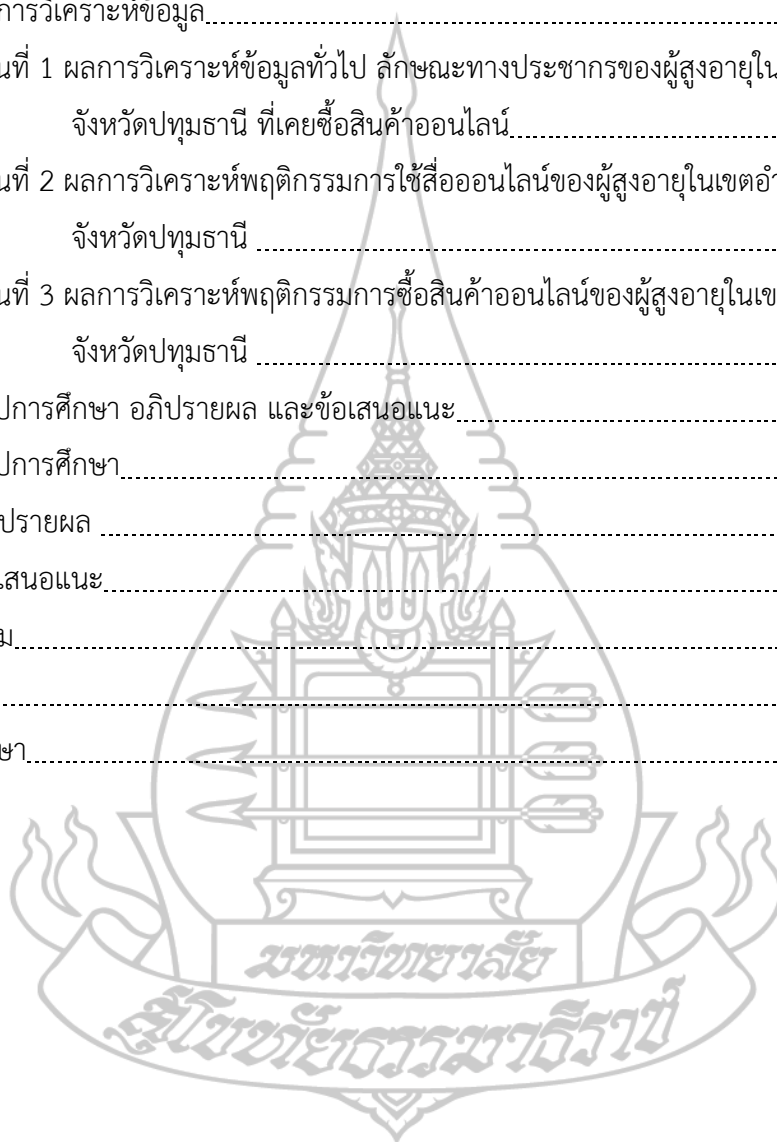 การวิเคราะห์ข้อมูล
นที่ 1 ผลการวิเคราะห์ข้อมูลทั่วไป ลักษณะทางประชากรของผู้สูงอายุใน
จังหวัดปทุมธานี ที่เคยซื้อสินค้าออนไลน์
นที่ 2 ผลการวิเคราะห์พฤติกรรมการใช้สื่อออนไลน์ของผู้สูงอายุในเขตอำ
จังหวัดปทุมธานี
นที่ 3 ผลการวิเคราะห์พฤติกรรมการซื้อสินค้าออนไลน์ของผู้สูงอายุในเข
จังหวัดปทุมธานี
ปการศึกษา อภิปรายผล และข้อเสนอแนะ
ปการศึกษา
ปรายผล
เสนอแนะ
ม
ษา
มหาวิทยาลัย
สุโขทัยธรรมาธิราช